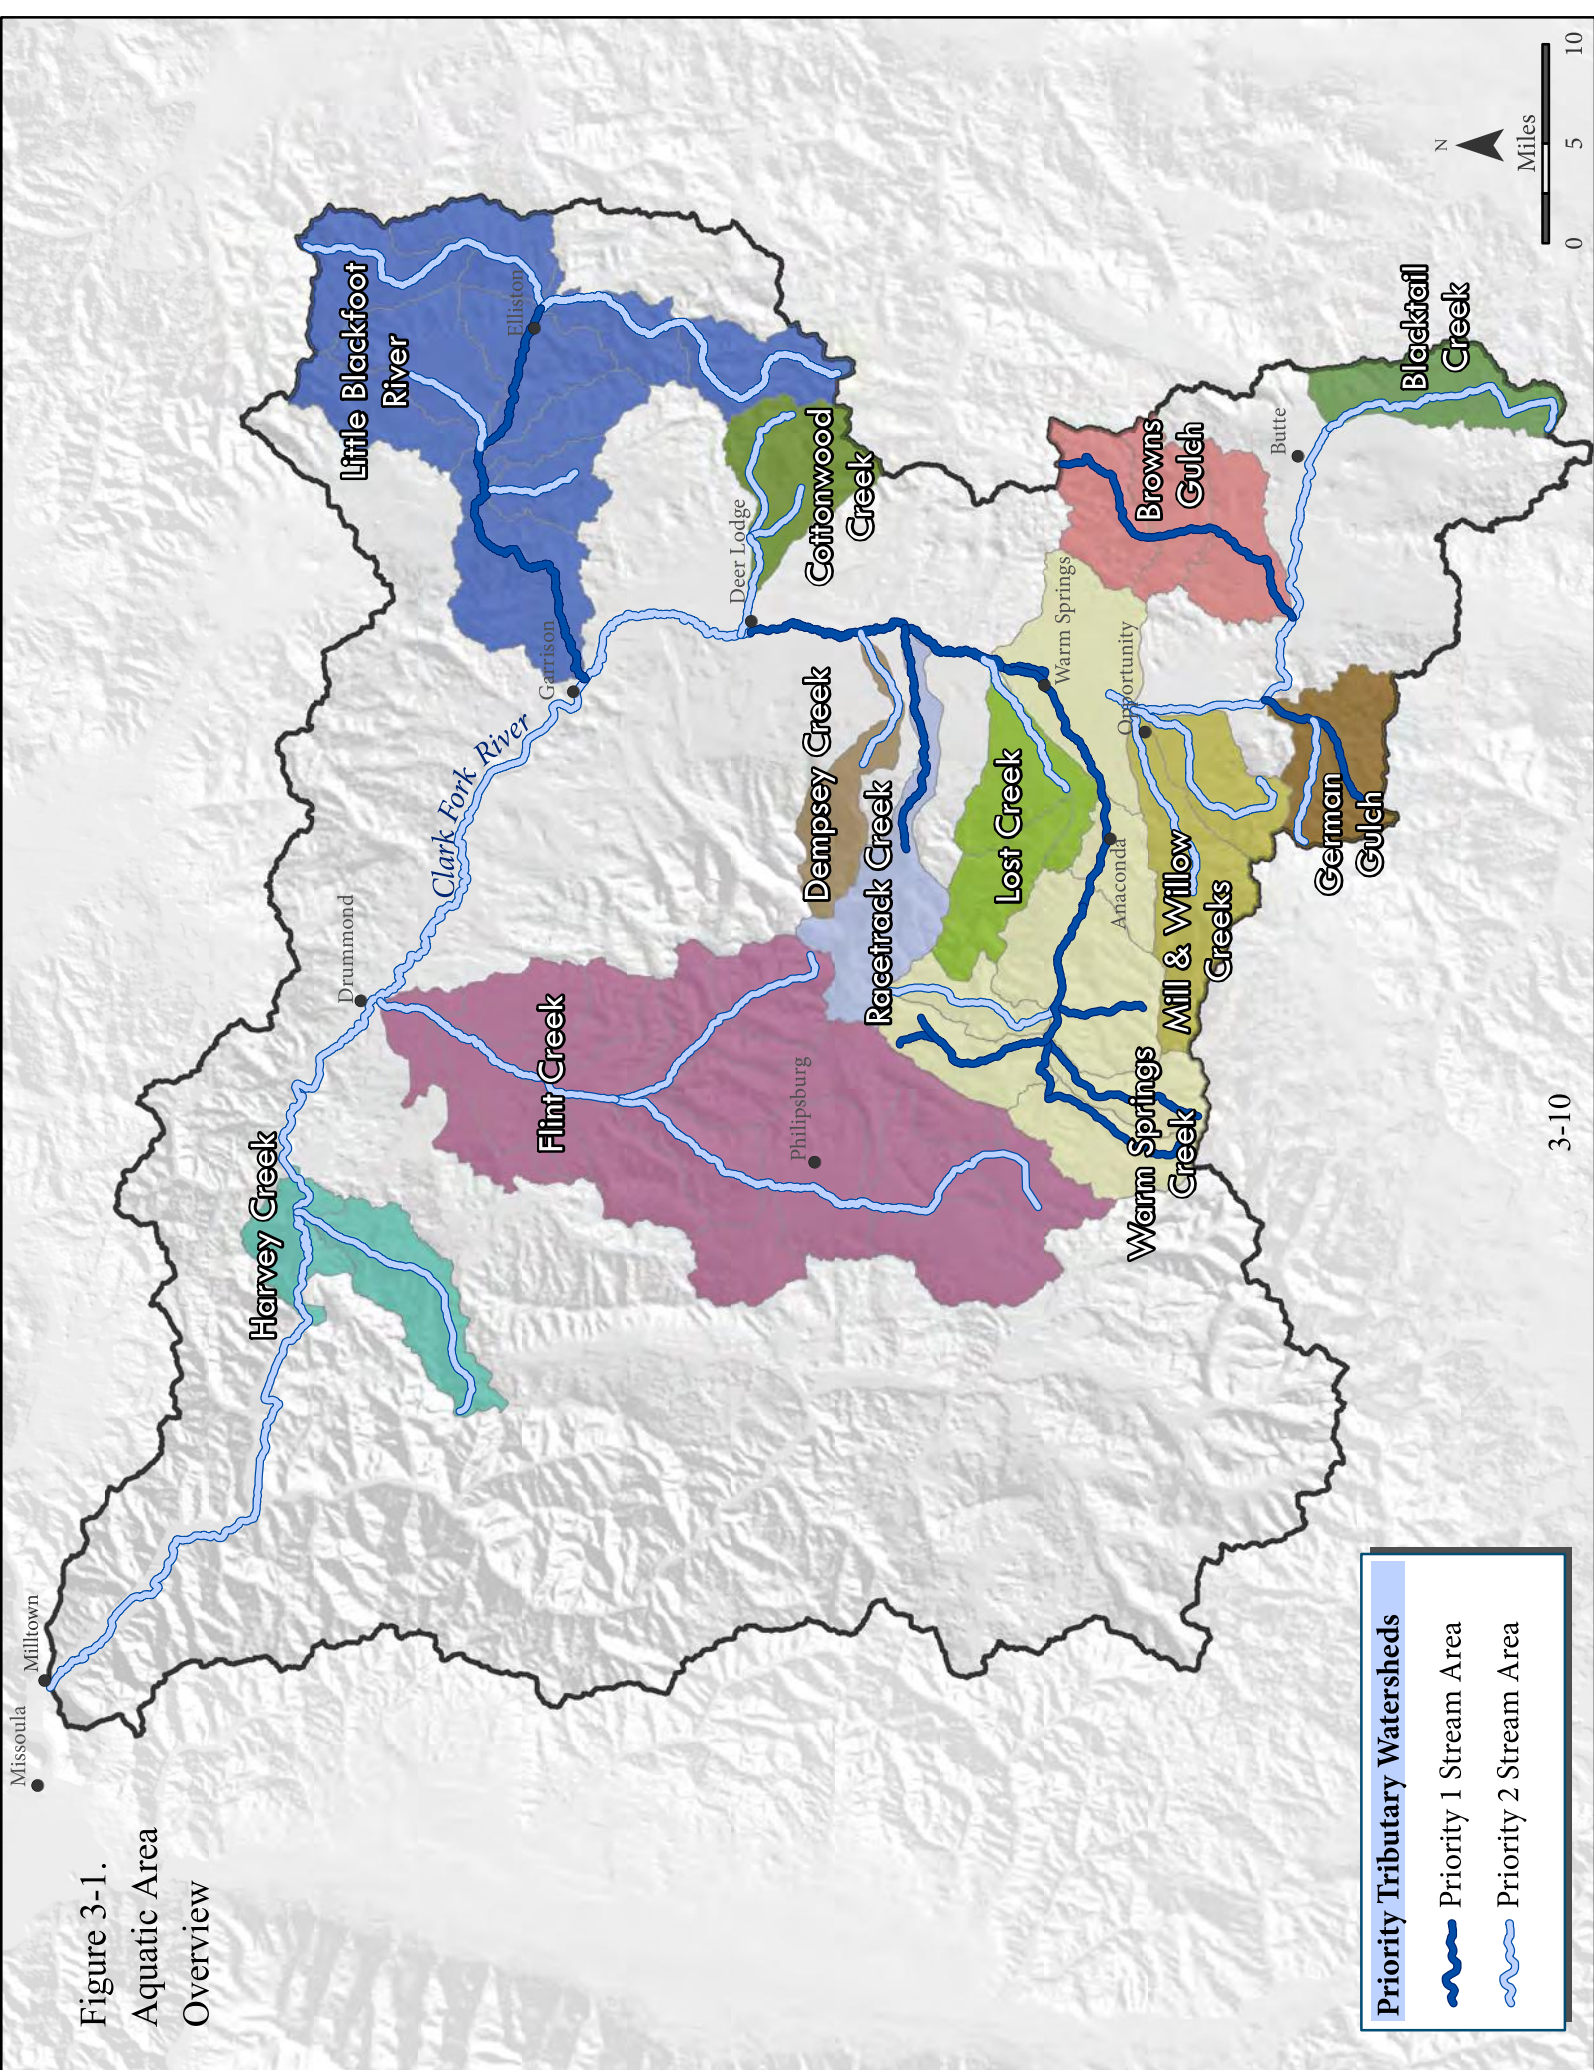 Figure 3-1.
Aquatic Area
Overview
Missoula
Milltown
Drummond
Clark Fork River
Garrison
Elliston
Little Blackfoot
River
Harvey Creek
Flint Creek
Philipsburg
Deer Lodge
Cottonwood
Creek
Dempsey Creek
Racetrack Creek
Lost Creek
Warm Springs
Anaconda
Opportunity
Warm Springs
Creek
Mill & Willow
Creeks
German
Gulch
Browns
Gulch
Butte
Blacktail
Creek
Priority Tributary Watersheds
Priority 1 Stream Area
Priority 2 Stream Area
N
Miles
0 5 10
3-10